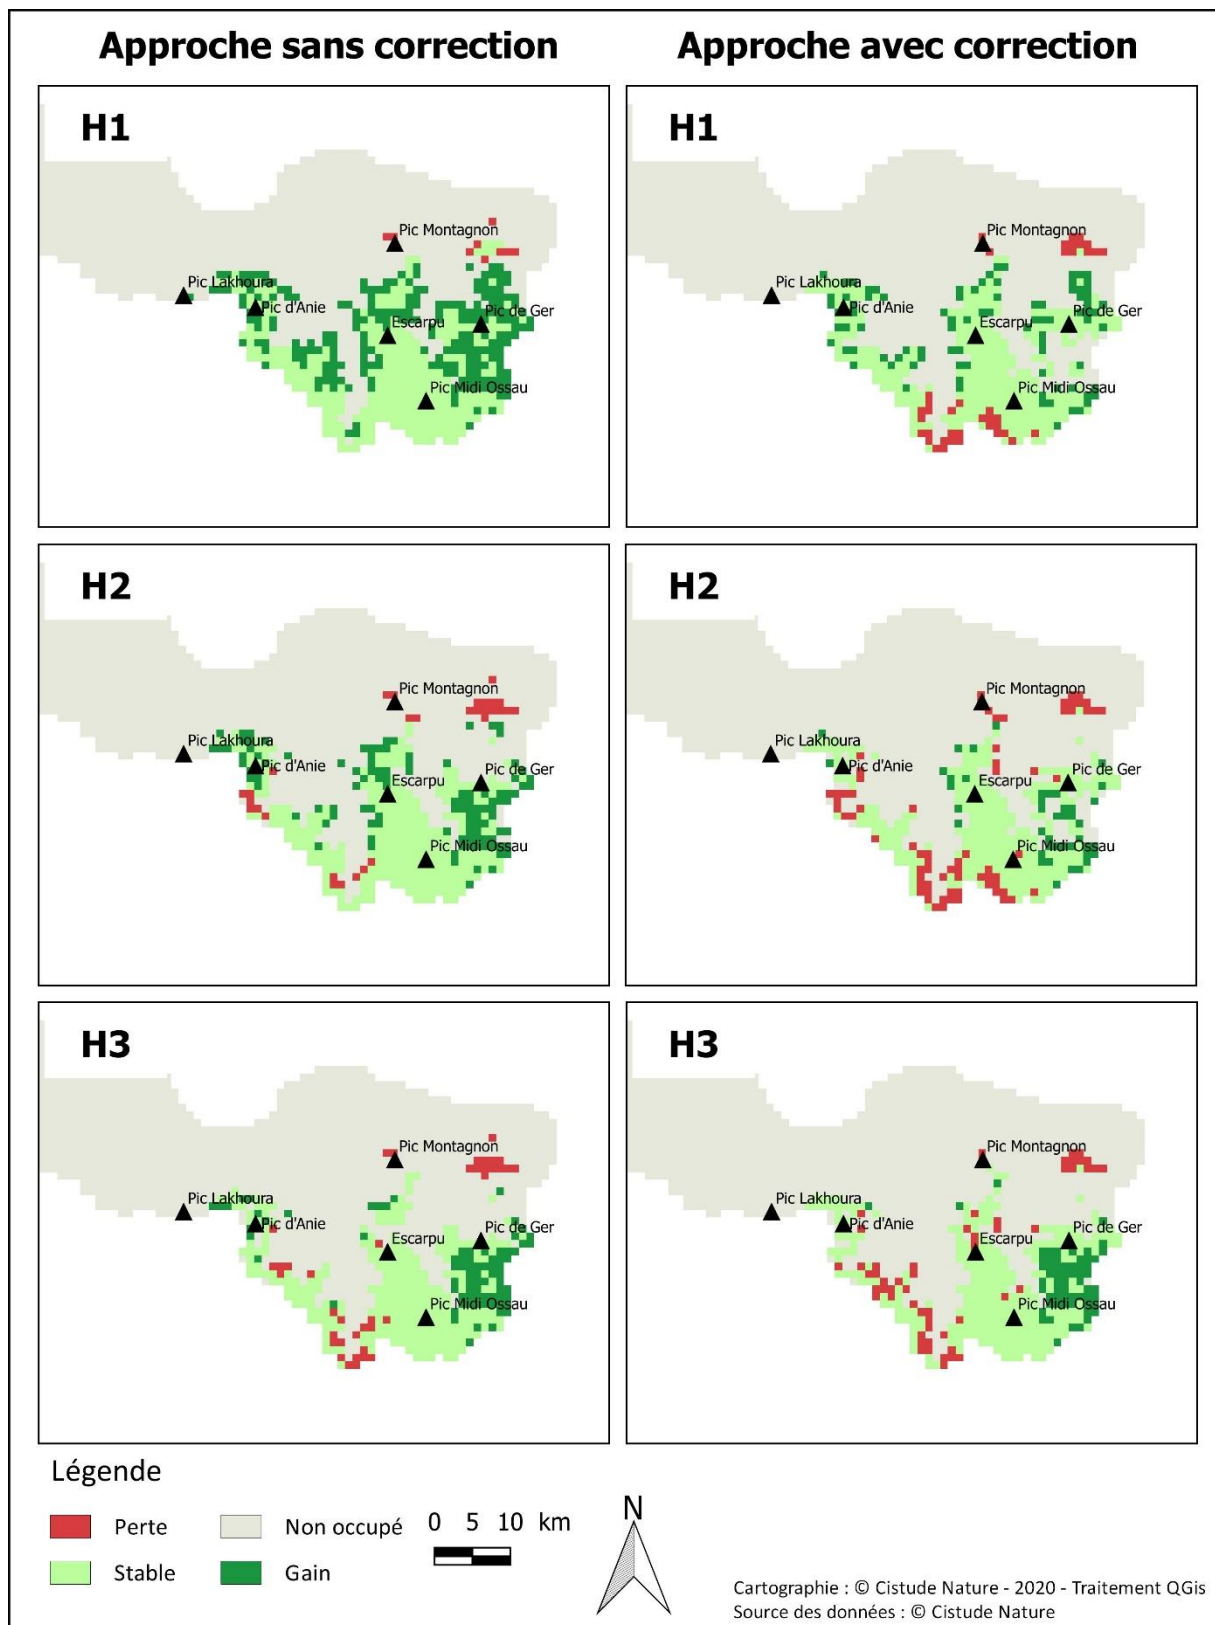 Approche sans correction
Approche avec correction
H1
Pic Montagnon
Pic Lakhoura
Pic d'Anie
Escarpu
Pic de Ger
Pic Midi Ossau
H1
Pic Montagnon
Pic Lakhoura
Pic d'Anie
Escarpu
Pic de Ger
Pic Midi Ossau
H2
Pic Montagnon
Pic Lakhoura
Pic d'Anie
Escarpu
Pic de Ger
Pic Midi Ossau
H2
Pic Montagnon
Pic Lakhoura
Pic d'Anie
Escarpu
Pic de Ger
Pic Midi Ossau
H3
Pic Montagnon
Pic Lakhoura
Pic d'Anie
Escarpu
Pic de Ger
Pic Midi Ossau
H3
Pic Montagnon
Pic Lakhoura
Pic d'Anie
Escarpu
Pic de Ger
Pic Midi Ossau
Légende
Perte
Non occupé
Stable
Gain
0 5 10 km
N
Cartographie : © Cistude Nature - 2020 - Traitement QGis
Source des données : © Cistude Nature